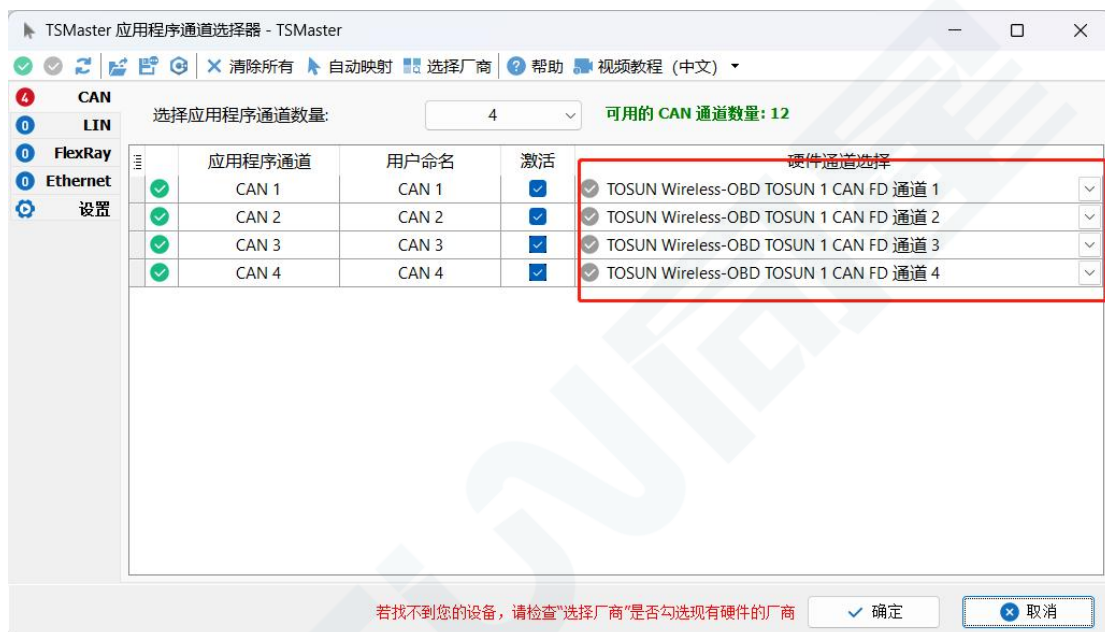 TSMaster 应用程序通道选择器 - TSMaster
清除所有 自动映射 选择厂商 帮助 视频教程 (中文)
4 CAN
0 LIN
0 FlexRay
0 Ethernet
设置
选择应用程序通道数量: 4 可用的 CAN 通道数量: 12
应用程序通道 用户命名 激活 硬件通道选择
CAN 1 CAN 1 TOSUN Wireless-OBD TOSUN 1 CAN FD 通道 1
CAN 2 CAN 2 TOSUN Wireless-OBD TOSUN 1 CAN FD 通道 2
CAN 3 CAN 3 TOSUN Wireless-OBD TOSUN 1 CAN FD 通道 3
CAN 4 CAN 4 TOSUN Wireless-OBD TOSUN 1 CAN FD 通道 4
若找不到您的设备，请检查“选择厂商”是否勾选现有硬件的厂商 确定 取消